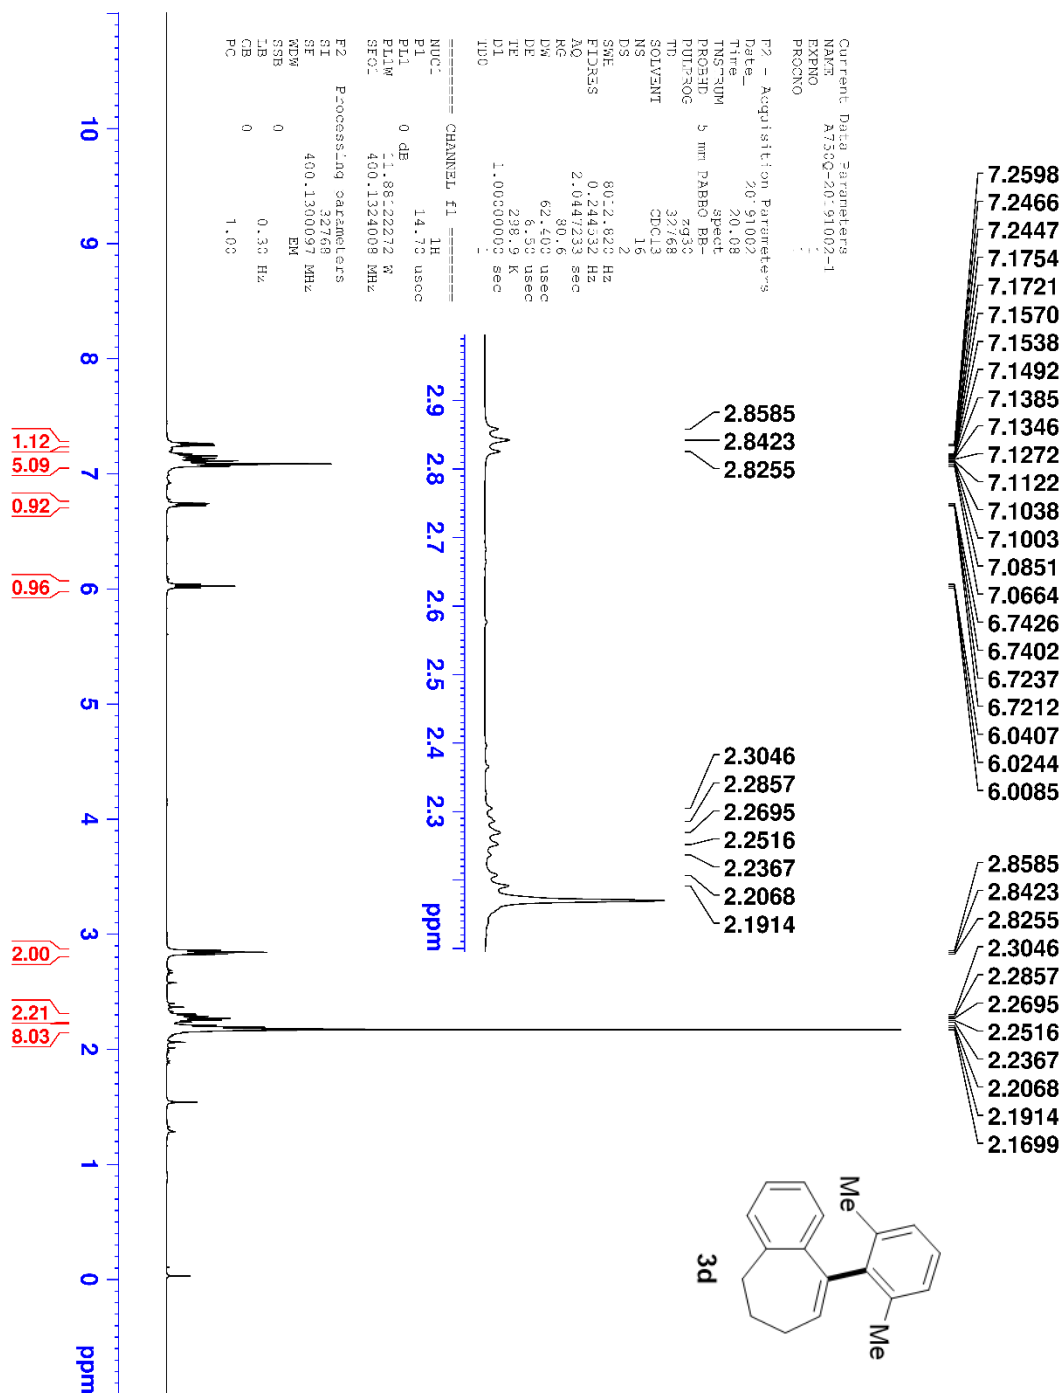 Current Data Parameters
NAME A750Q-20191002-1
EXPNO
PROCNO
F2 - Acquisition Parameters
Date_ 20191002
Time 20.08
INSTRUM spect
PROBHD 5 mm PABBO BB-
PULPROG zg30
TD 32768
SOLVENT CDCl3
NS 16
DS 2
SWH 8012.820 Hz
FIDRES 0.244532 Hz
AQ 2.0447233 sec
RG 80.6
DW 62.400 usec
DE 6.50 usec
TE 298.9 K
D1 1.00000000 sec
TD0
======== CHANNEL f1 ========
NUC1 1H
P1 14.70 usec
PL1 0 dB
PL1W 11.88122272 W
SFO1 400.1324008 MHz
F2 Processing parameters
SI 32768
SF 400.1300097 MHz
WDW EM
SSB 0
LB 0.30 Hz
GB 0
PC 1.00
7.2598
7.2466
7.2447
7.1754
7.1721
7.1570
7.1538
7.1492
7.1385
7.1346
7.1272
7.1122
7.1038
7.1003
7.0851
7.0664
6.7426
6.7402
6.7237
6.7212
6.0407
6.0244
6.0085
2.8585
2.8423
2.8255
2.3046
2.2857
2.2695
2.2516
2.2367
2.2068
2.1914
2.1699
2.8585
2.8423
2.8255
2.3046
2.2857
2.2695
2.2516
2.2367
2.2068
2.1914
2.9 2.8 2.7 2.6 2.5 2.4 2.3 ppm
Me
Me
3d
10 9 8 7 6 5 4 3 2 1 0 ppm
1.12
5.09
0.92
0.96
2.00
2.21
8.03